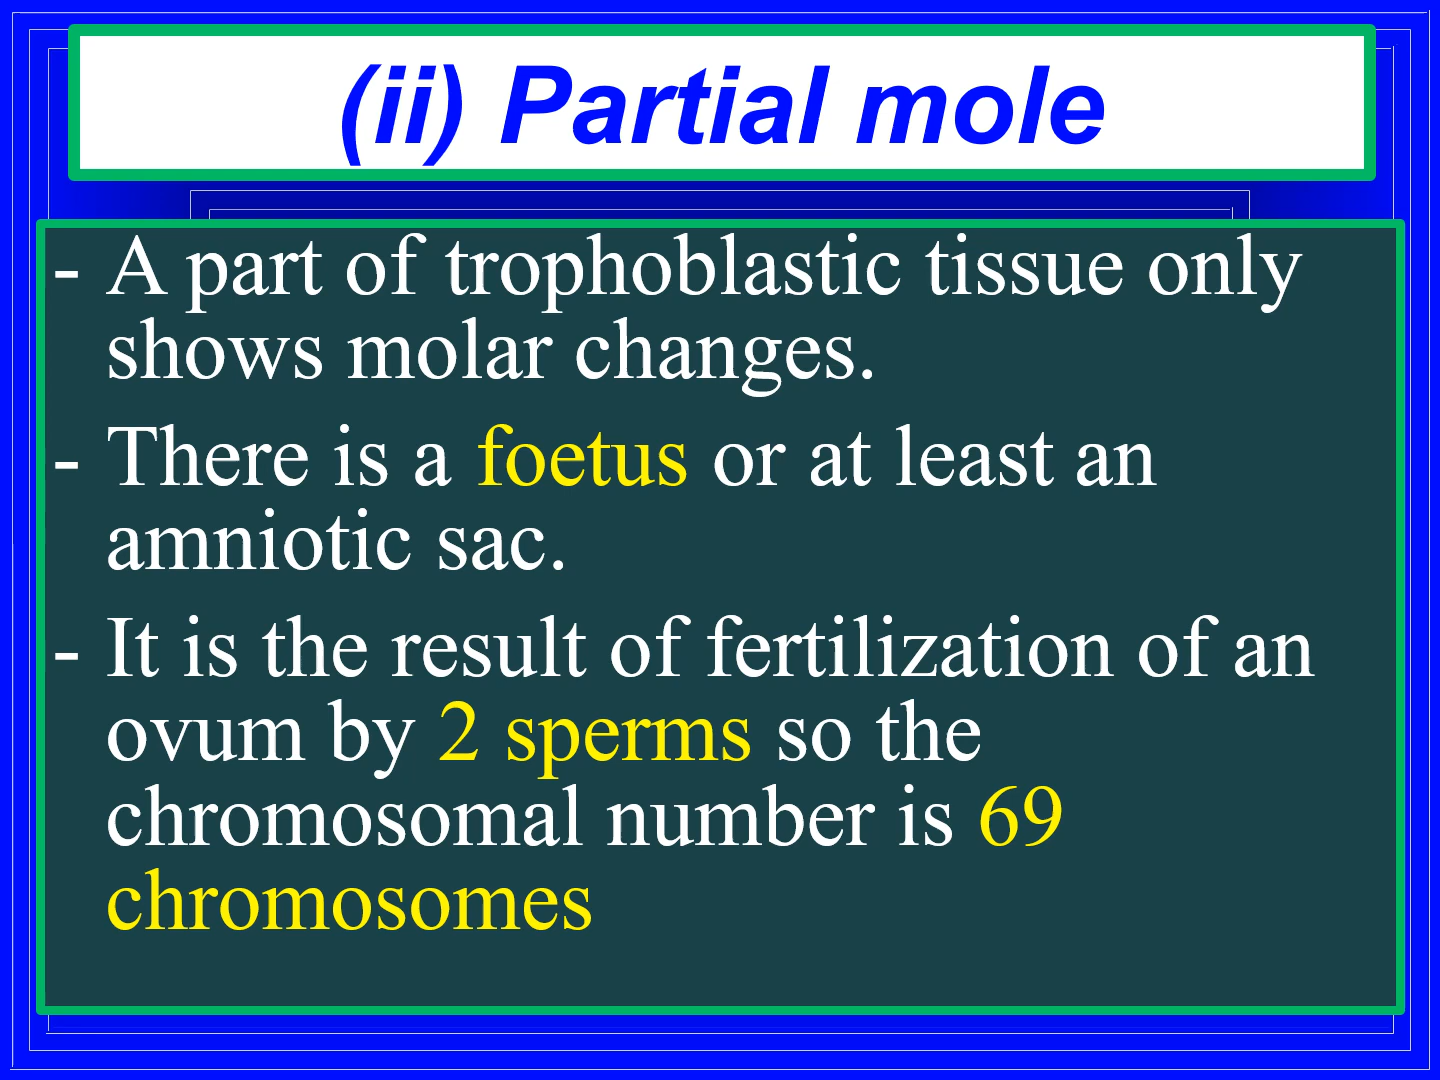 (ii) Partial mole
- A part of trophoblastic tissue only
shows molar changes.
- There is a foetus or at least an
amniotic sac.
- It is the result of fertilization of an
ovum by 2 sperms so the
chromosomal number is 69
chromosomes